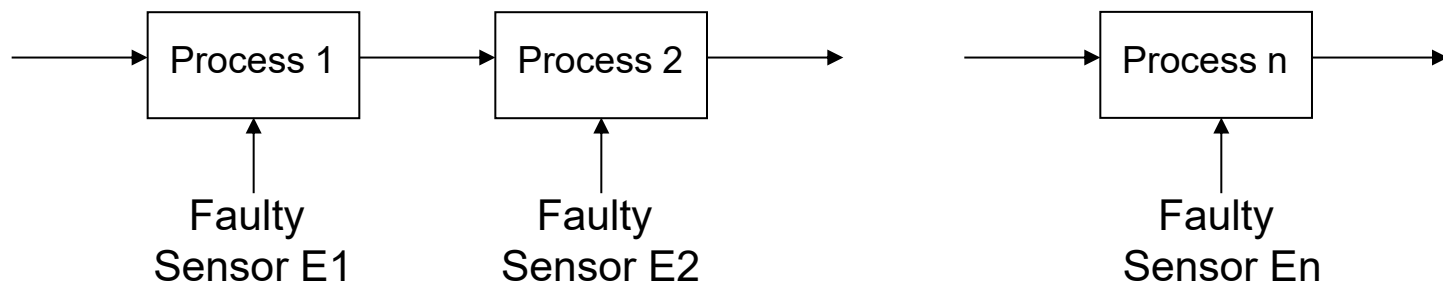 Process 1
Process 2
Process n
Faulty
Sensor E1
Faulty
Sensor E2
Faulty
Sensor En